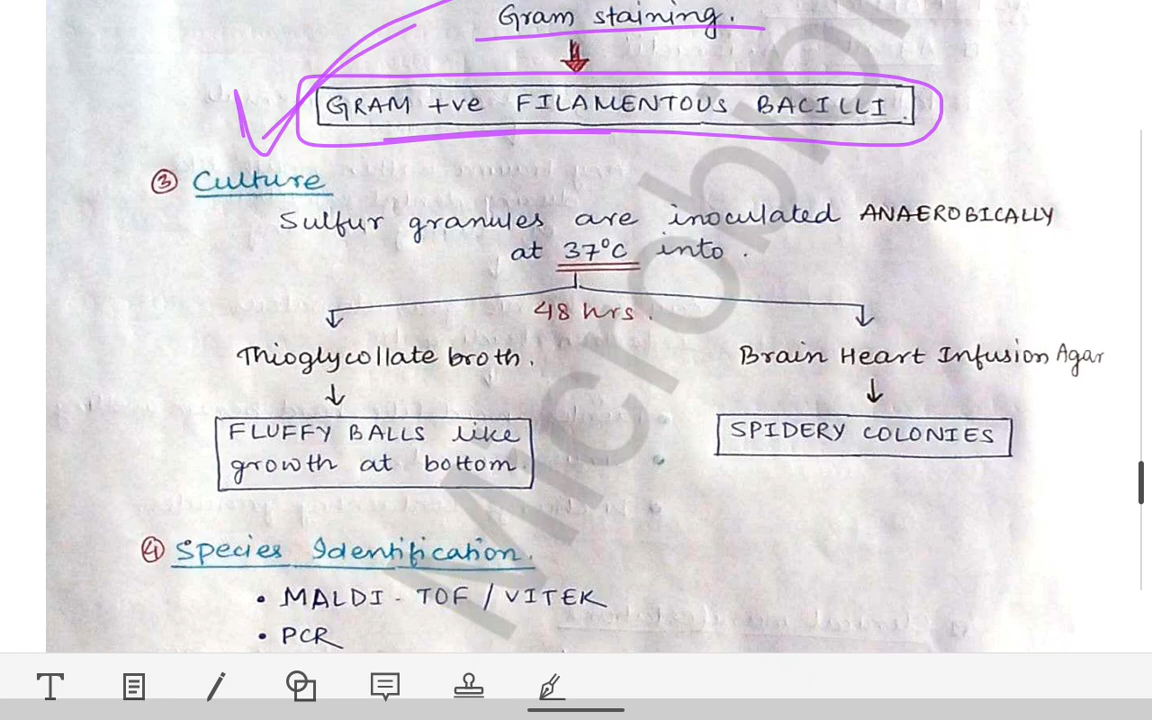 Gram staining.
GRAM +ve FILAMENTOUS BACILLI.
③ Culture
Sulfur granules are inoculated ANAEROBICALLY
at 37°C into.
48 hrs.
Thioglycollate broth.
Brain Heart Infusion Agar
FLUFFY BALLS like
growth at bottom.
SPIDERY COLONIES
④ Species Identification.
• MALDI - TOF / VITEK
• PCR
T